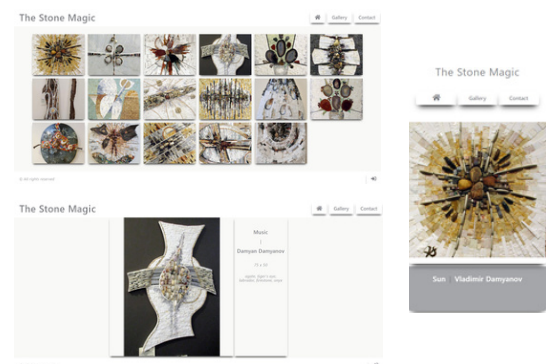 The Stone Magic
Gallery
Contact
© All rights reserved
The Stone Magic
Gallery
Contact
Music
|
Damyan Damyanov
The Stone Magic
Gallery
Contact
Sun | Vladimir Damyanov